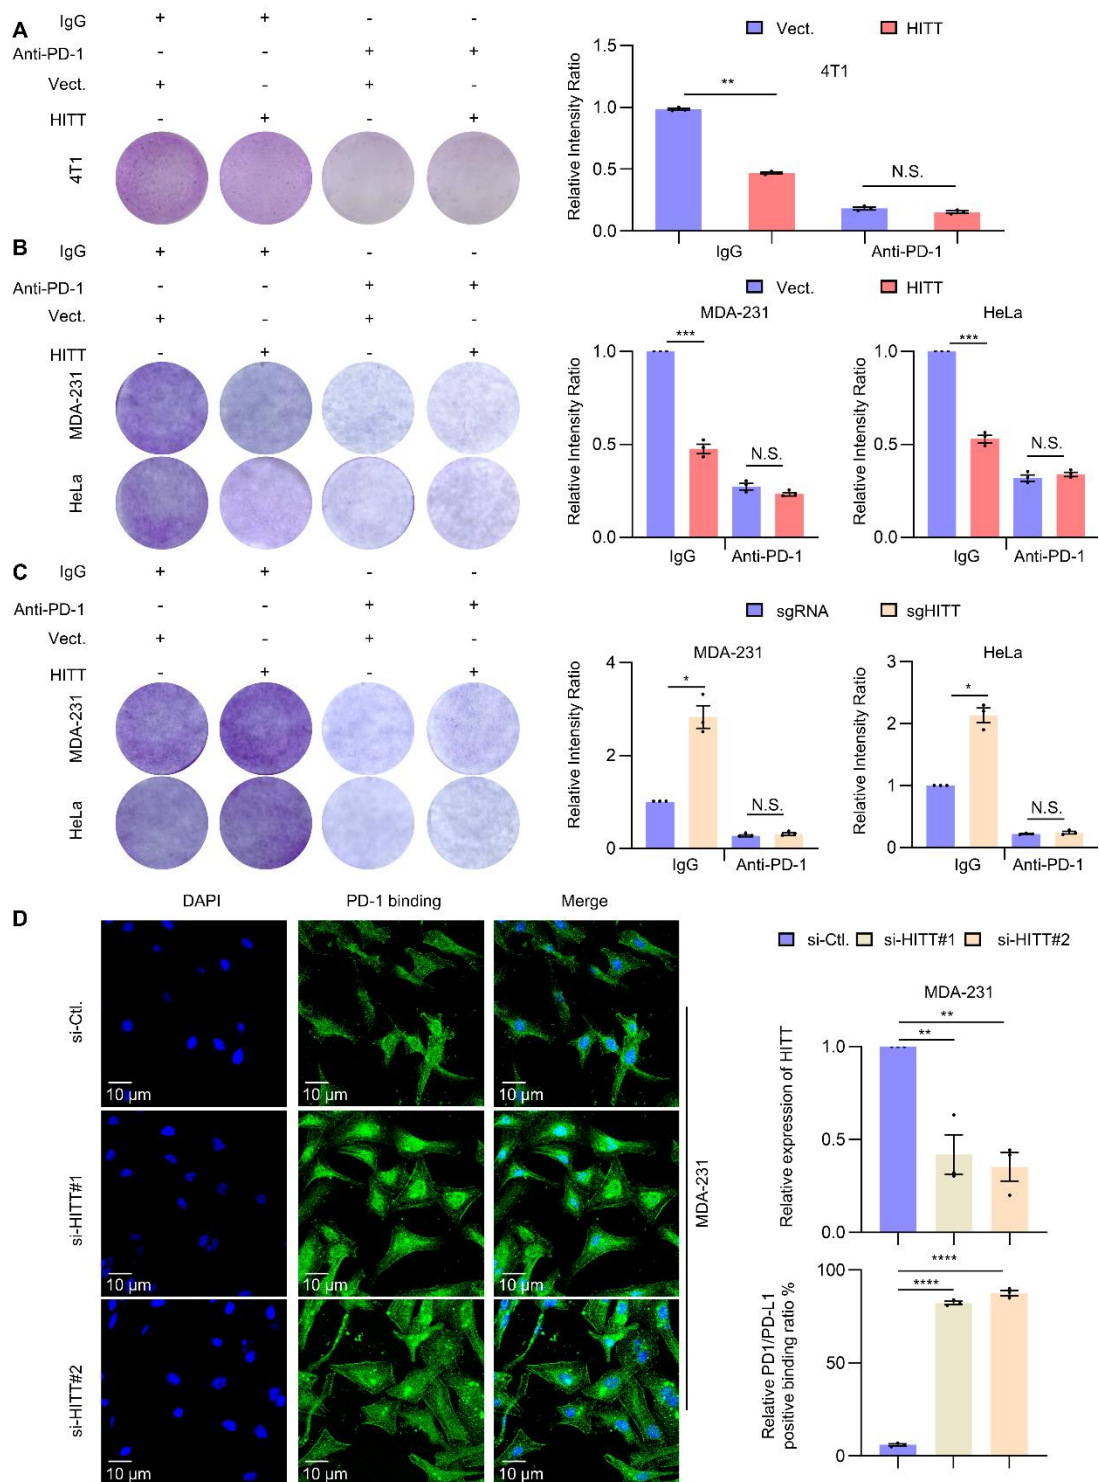 A
IgG + + - -
Anti-PD-1 - - + +
Vect. + - + -
HITT - + - +
4T1
Vect. HITT
4T1
Relative Intensity Ratio
1.5
1.0
0.5
0.0
**
N.S.
IgG Anti-PD-1
B
IgG + + - -
Anti-PD-1 - - + +
Vect. + - + -
HITT - + - +
MDA-231
HeLa
Vect. HITT
MDA-231
Relative Intensity Ratio
1.0
0.5
0.0
***
N.S.
IgG Anti-PD-1
HeLa
Relative Intensity Ratio
1.0
0.5
0.0
***
N.S.
IgG Anti-PD-1
C
IgG + + - -
Anti-PD-1 - - + +
Vect. + - + -
HITT - + - +
MDA-231
HeLa
sgRNA sgHITT
MDA-231
Relative Intensity Ratio
4
2
0
*
N.S.
IgG Anti-PD-1
HeLa
Relative Intensity Ratio
3
2
1
0
*
N.S.
IgG Anti-PD-1
D
DAPI PD-1 binding Merge
si-Ctl.
10 µm 10 µm 10 µm
si-HITT#1
10 µm 10 µm 10 µm
si-HITT#2
10 µm 10 µm 10 µm
MDA-231
si-Ctl. si-HITT#1 si-HITT#2
MDA-231
Relative expression of HITT
1.0
0.5
0.0
**
**
Relative PD1/PD-L1
positive binding ratio %
100
50
0
****
****